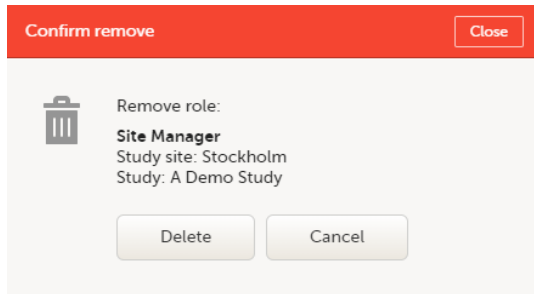 Confirm remove
Close
Remove role:
Site Manager
Study site: Stockholm
Study: A Demo Study
Delete
Cancel